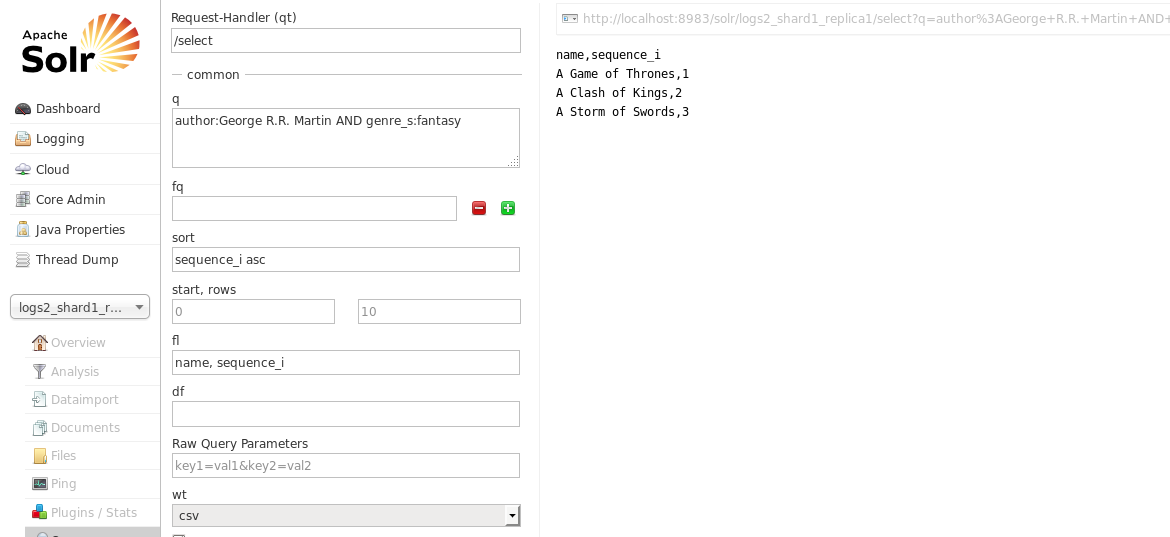 Apache
Solr
Dashboard
Logging
Cloud
Core Admin
Java Properties
Thread Dump
logs2_shard1_r...
Overview
Analysis
Dataimport
Documents
Files
Ping
Plugins / Stats
Request-Handler (qt)
/select
common
q
author:George R.R. Martin AND genre_s:fantasy
fq
sort
sequence_i asc
start, rows
0 10
fl
name, sequence_i
df
Raw Query Parameters
key1=val1&key2=val2
wt
csv
http://localhost:8983/solr/logs2_shard1_replica1/select?q=author%3AGeorge+R.R.+Martin+AND+
name,sequence_i
A Game of Thrones,1
A Clash of Kings,2
A Storm of Swords,3